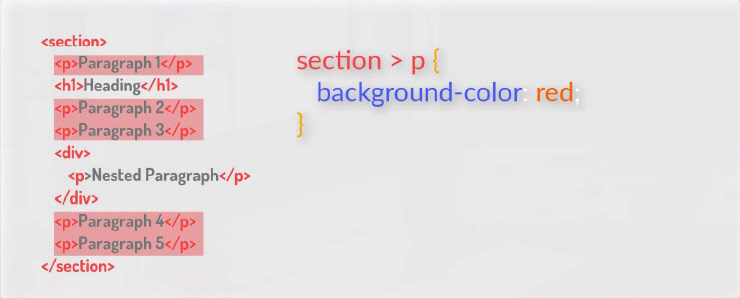 <section>
<p>Paragraph 1</p>
<h1>Heading</h1>
<p>Paragraph 2</p>
<p>Paragraph 3</p>
<div>
<p>Nested Paragraph</p>
</div>
<p>Paragraph 4</p>
<p>Paragraph 5</p>
</section>
section > p {
background-color: red;
}